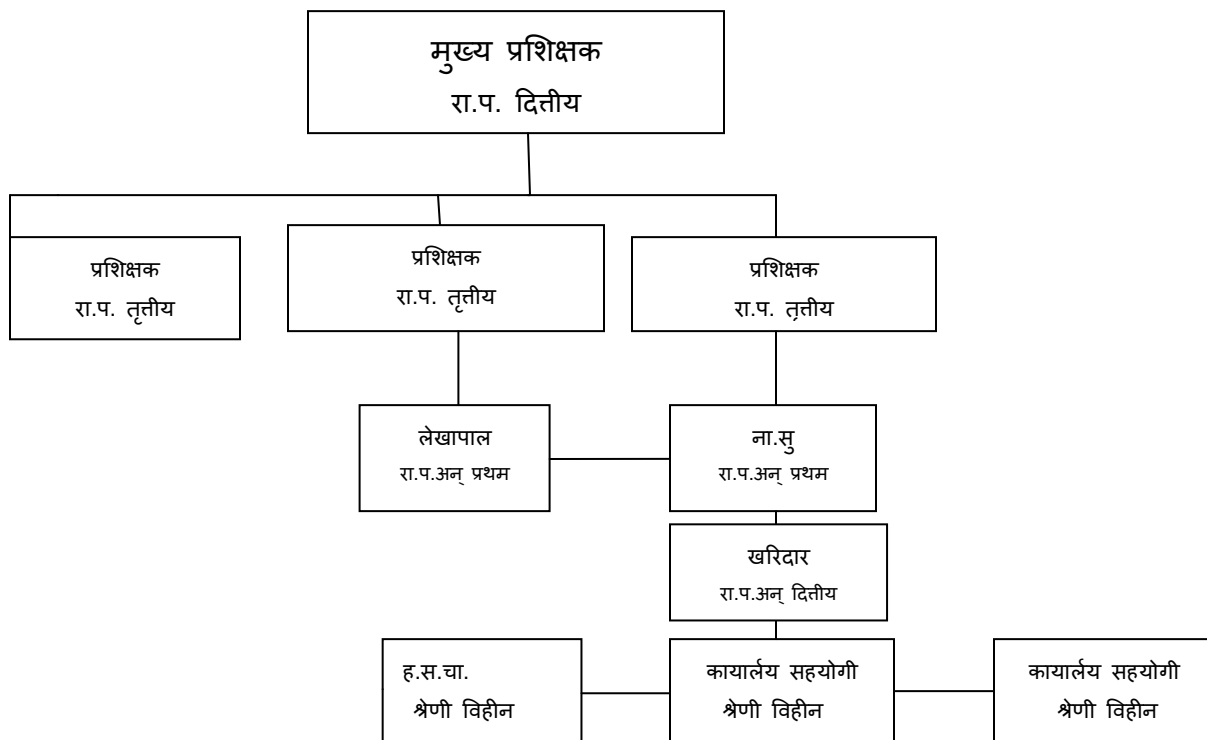 मुख्य प्रशिक्षक
रा.प. दित्तीय
प्रशिक्षक
रा.प. तृत्तीय
प्रशिक्षक
रा.प. तृत्तीय
प्रशिक्षक
रा.प. तृत्तीय
लेखापाल
रा.प.अन् प्रथम
ना.सु
रा.प.अन् प्रथम
खरिदार
रा.प.अन् दित्तीय
ह.स.चा.
श्रेणी विहीन
कायार्लय सहयोगी
श्रेणी विहीन
कायार्लय सहयोगी
श्रेणी विहीन